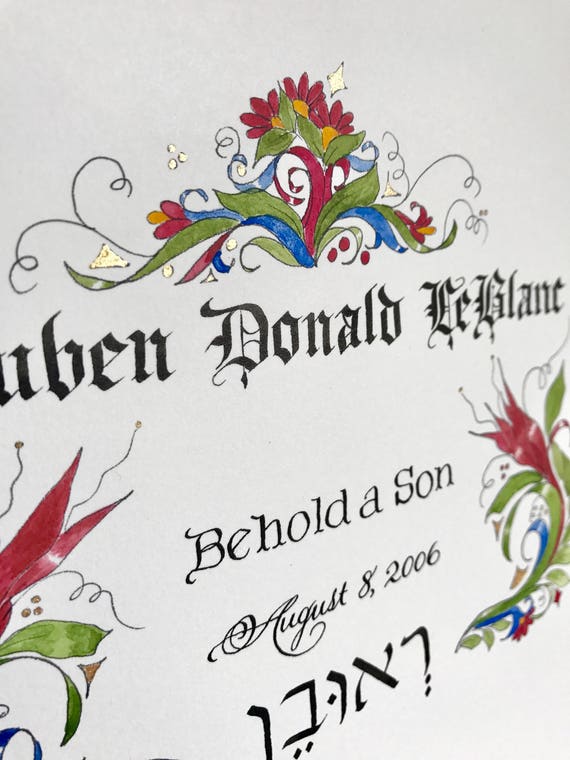 uben Donald LeBlanc
Behold a Son
August 8, 2006
רְאוּבֵן